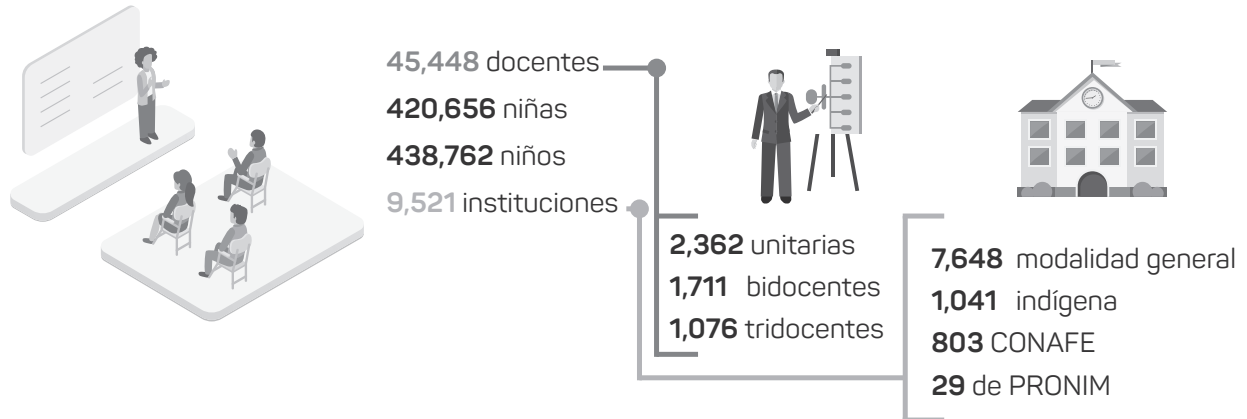 45,448 docentes
420,656 niñas
438,762 niños
9,521 instituciones
2,362 unitarias
1,711 bidocentes
1,076 tridocentes
7,648 modalidad general
1,041 indígena
803 CONAFE
29 de PRONIM